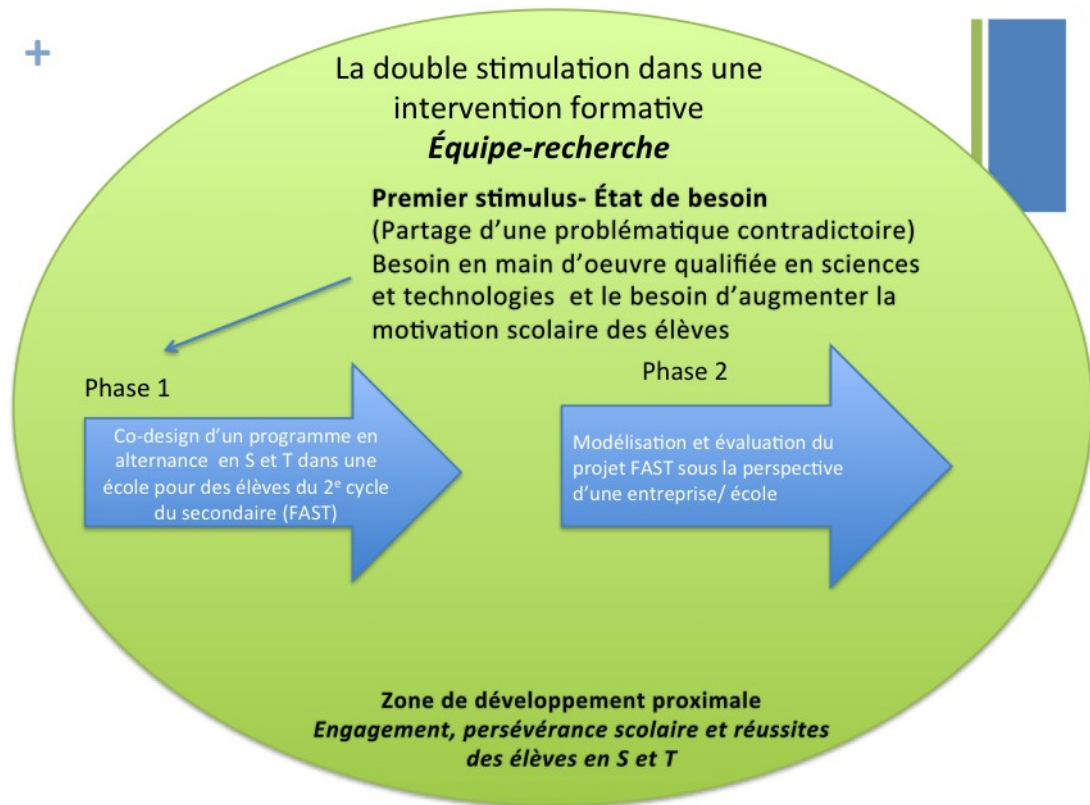 +
La double stimulation dans une
intervention formative
Équipe-recherche
Premier stimulus- État de besoin
(Partage d'une problématique contradictoire)
Besoin en main d'oeuvre qualifiée en sciences
et technologies et le besoin d'augmenter la
motivation scolaire des élèves
Phase 1
Co-design d'un programme en
alternance en S et T dans une
école pour des élèves du 2e cycle
du secondaire (FAST)
Phase 2
Modélisation et évaluation du
projet FAST sous la perspective
d'une entreprise/ école
Zone de développement proximale
Engagement, persévérance scolaire et réussites
des élèves en S et T